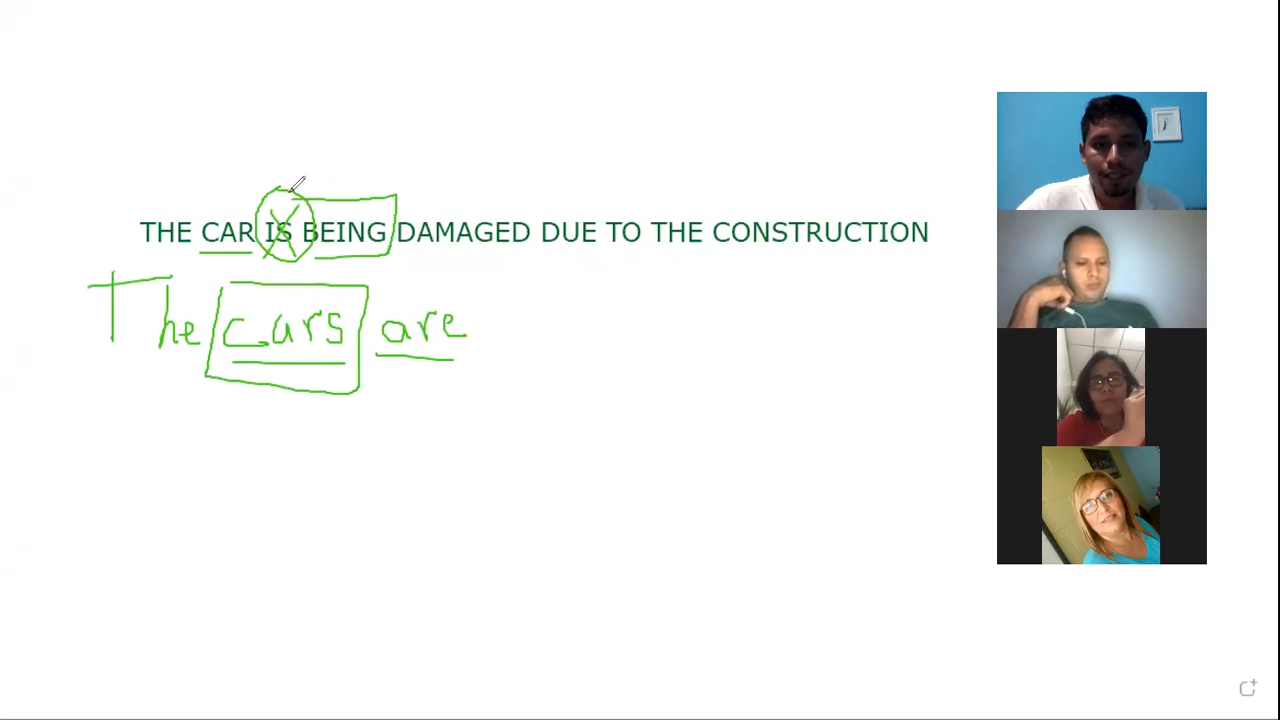 THE CAR IS BEING DAMAGED DUE TO THE CONSTRUCTION
The cars are